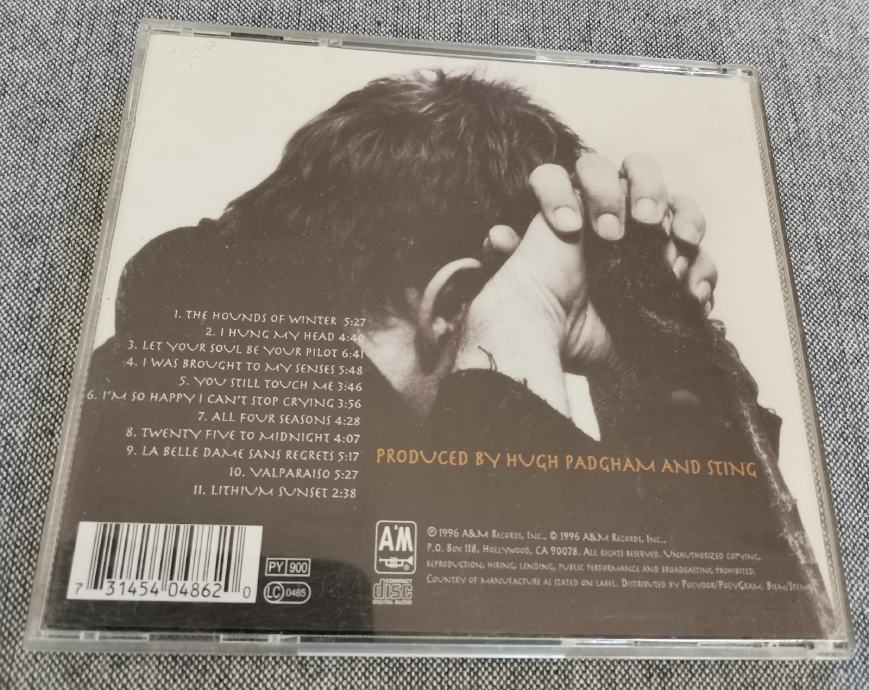 1. THE HOUNDS OF WINTER 5:27
2. I HUNG MY HEAD 4:40
3. LET YOUR SOUL BE YOUR PILOT 6:41
4. I WAS BROUGHT TO MY SENSES 5:48
5. YOU STILL TOUCH ME 3:46
6. I'M SO HAPPY I CAN'T STOP CRYING 3:56
7. ALL FOUR SEASONS 4:28
8. TWENTY FIVE TO MIDNIGHT 4:07
9. LA BELLE DAME SANS REGRETS 5:17
10. VALPARAISO 5:27
11. LITHIUM SUNSET 2:38
PRODUCED BY HUGH PADGHAM AND STING
7 31454 04862 0
PY 900
LC 0485
A&M
COMPACT
disc
DIGITAL AUDIO
℗ 1996 A&M RECORDS, INC., © 1996 A&M RECORDS, INC.,
P.O. BOX 118, HOLLYWOOD, CA 90078. ALL RIGHTS RESERVED. UNAUTHORIZED COPYING,
REPRODUCTION, HIRING, LENDING, PUBLIC PERFORMANCE AND BROADCASTING PROHIBITED.
COUNTRY OF MANUFACTURE AS STATED ON LABEL. DISTRIBUTED BY POLYDOR/POLYGRAM. BIEM/STEMRA